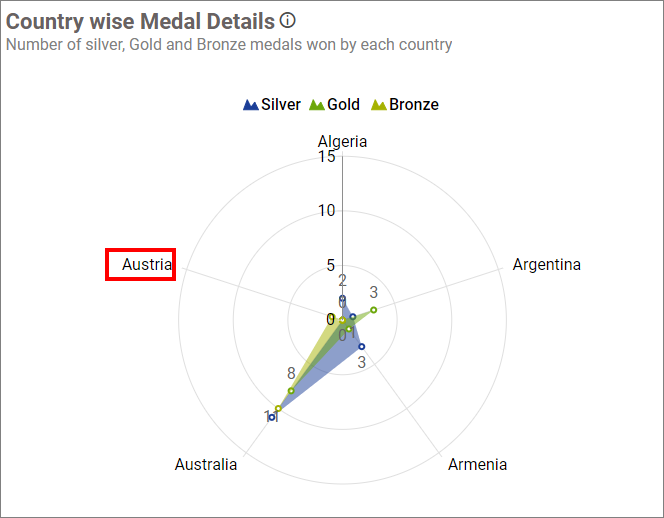 Country wise Medal Details
Number of silver, Gold and Bronze medals won by each country
Silver Gold Bronze
Algeria
15
10
Austria
5
Argentina
2
3
0
0
1
0
3
8
11
Australia
Armenia